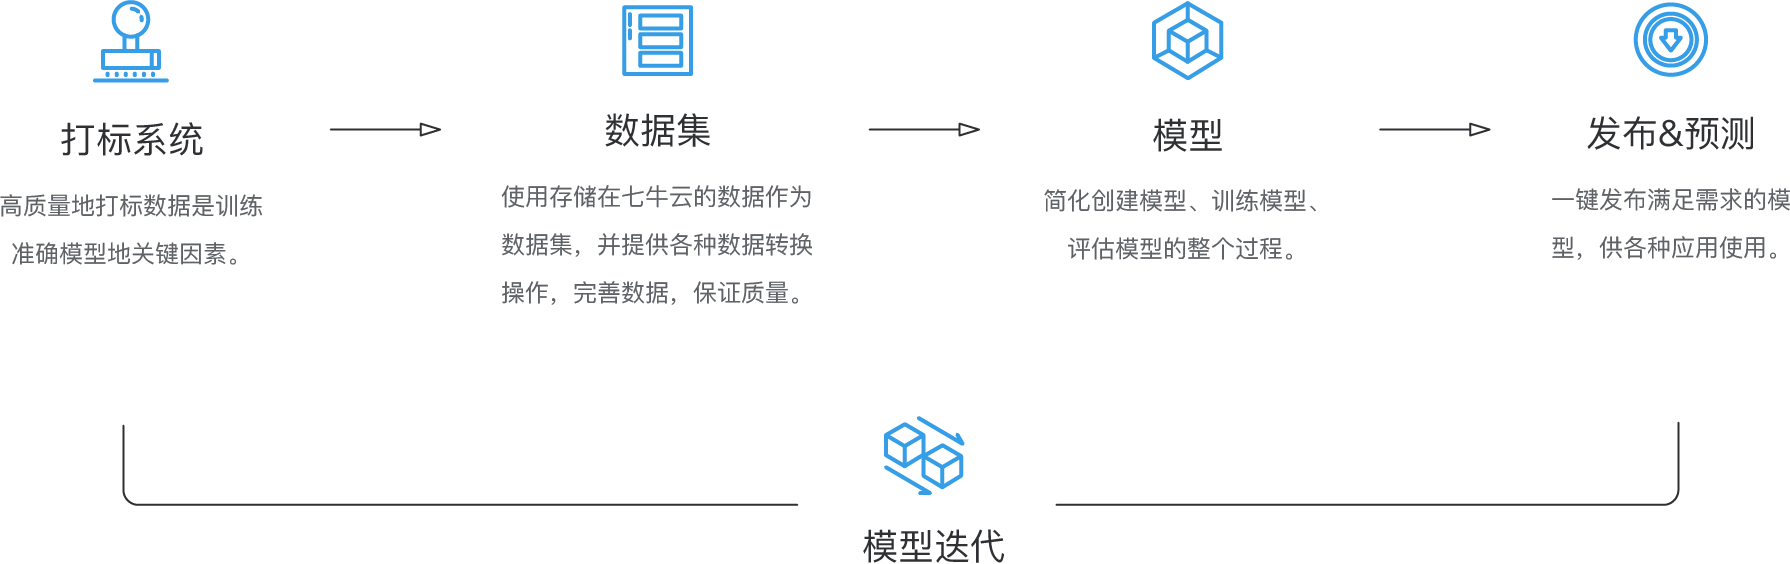 打标系统
高质量地打标数据是训练
准确模型地关键因素。
数据集
使用存储在七牛云的数据作为
数据集，并提供各种数据转换
操作，完善数据，保证质量。
模型
简化创建模型、训练模型、
评估模型的整个过程。
发布&预测
一键发布满足需求的模
型，供各种应用使用。
模型迭代